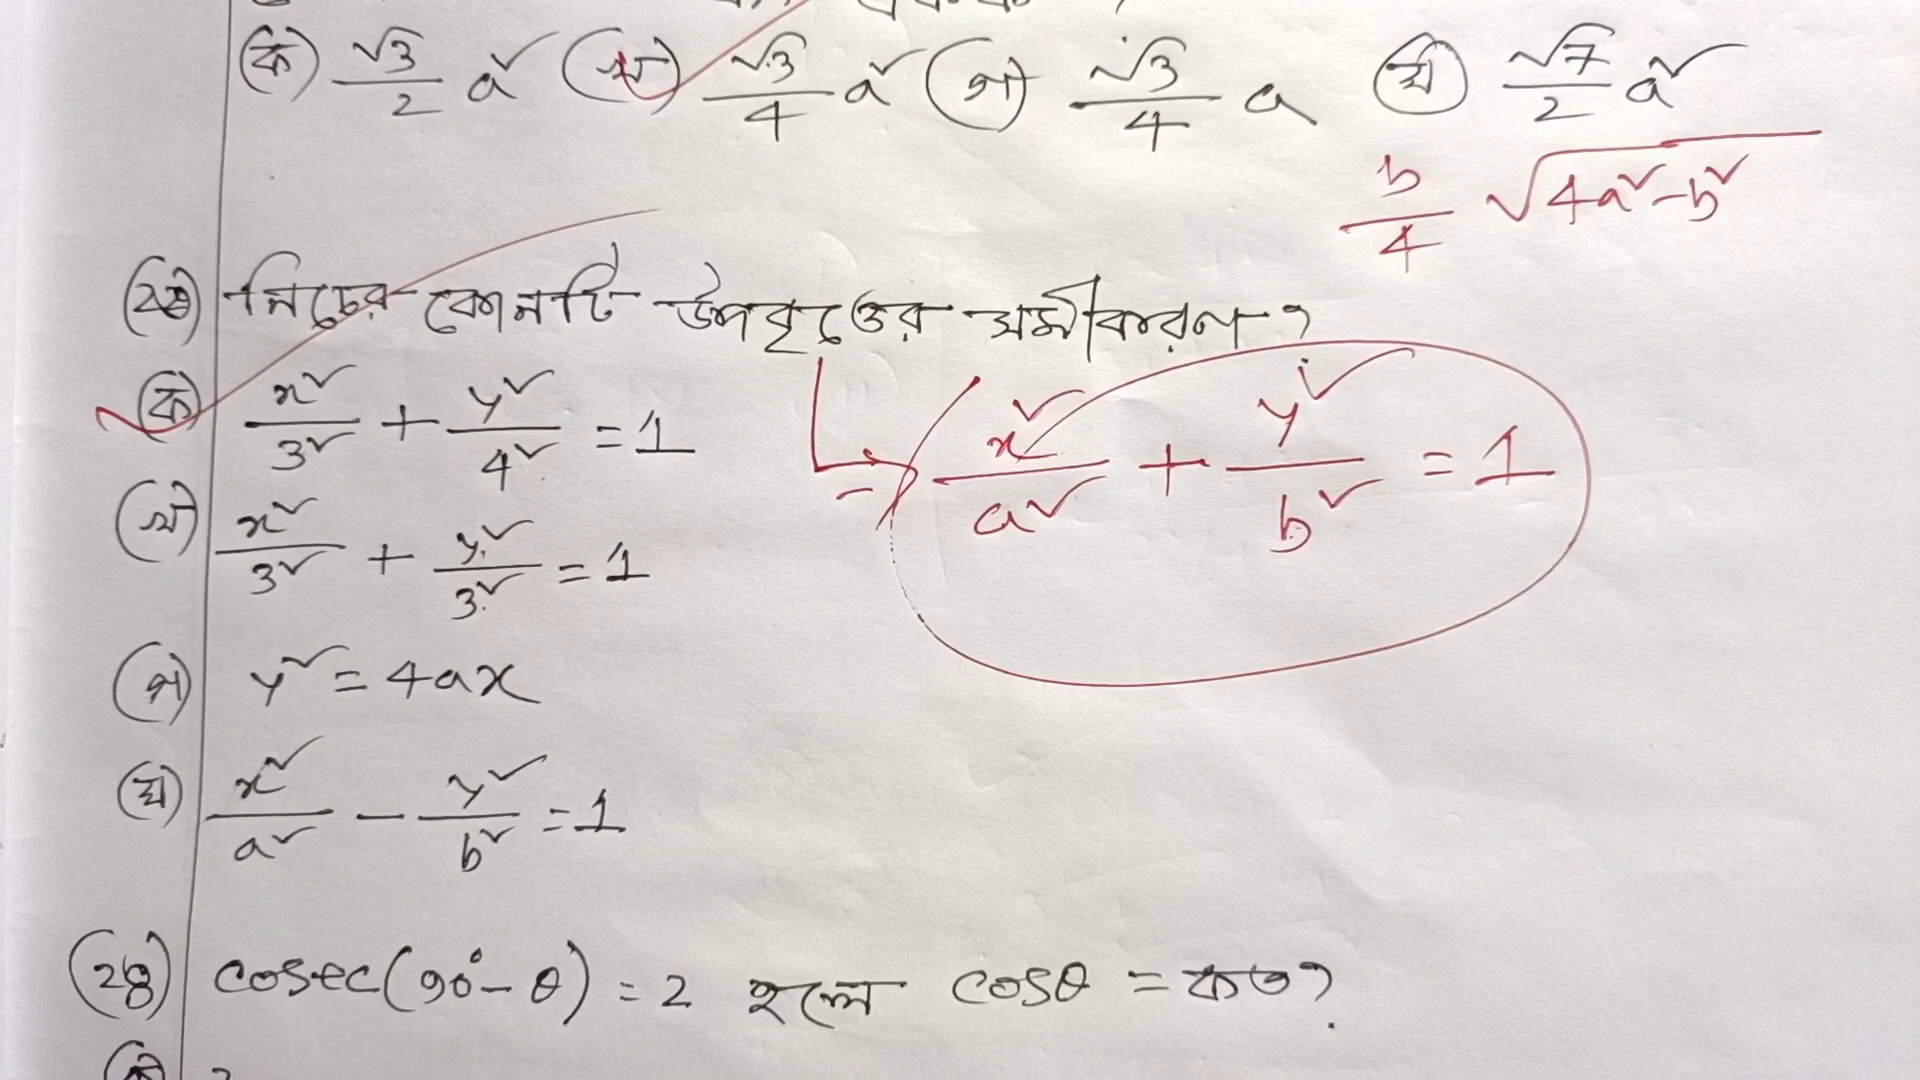 (ক) √3/2 a² (খ) √3/4 a² (গ) √3/4 a (ঘ) √7/2 a²
b/4 √(4a²-b²)
(২৩) নিচের কোনটি উপবৃত্তের সমীকরণ?
(ক) x²/3² + y²/4² = 1
x²/a² + y²/b² = 1
(খ) x²/3² + y²/3² = 1
(গ) y² = 4ax
(ঘ) x²/a² - y²/b² = 1
(২৪) cosec(90°-θ) = 2 হলে cosθ = কত?